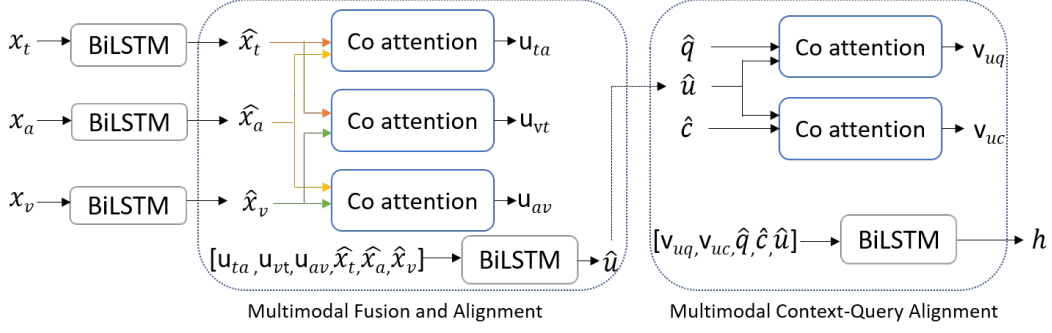 x_t BiLSTM x̂_t Co attention u_ta
x_a BiLSTM x̂_a Co attention u_vt
x_v BiLSTM x̂_v Co attention u_av
[u_ta,u_vt,u_av,x̂_t,x̂_a,x̂_v] BiLSTM û
Multimodal Fusion and Alignment
q̂ Co attention v_uq
û
ĉ Co attention v_uc
[v_uq,v_uc,q̂,ĉ,û] BiLSTM h
Multimodal Context-Query Alignment